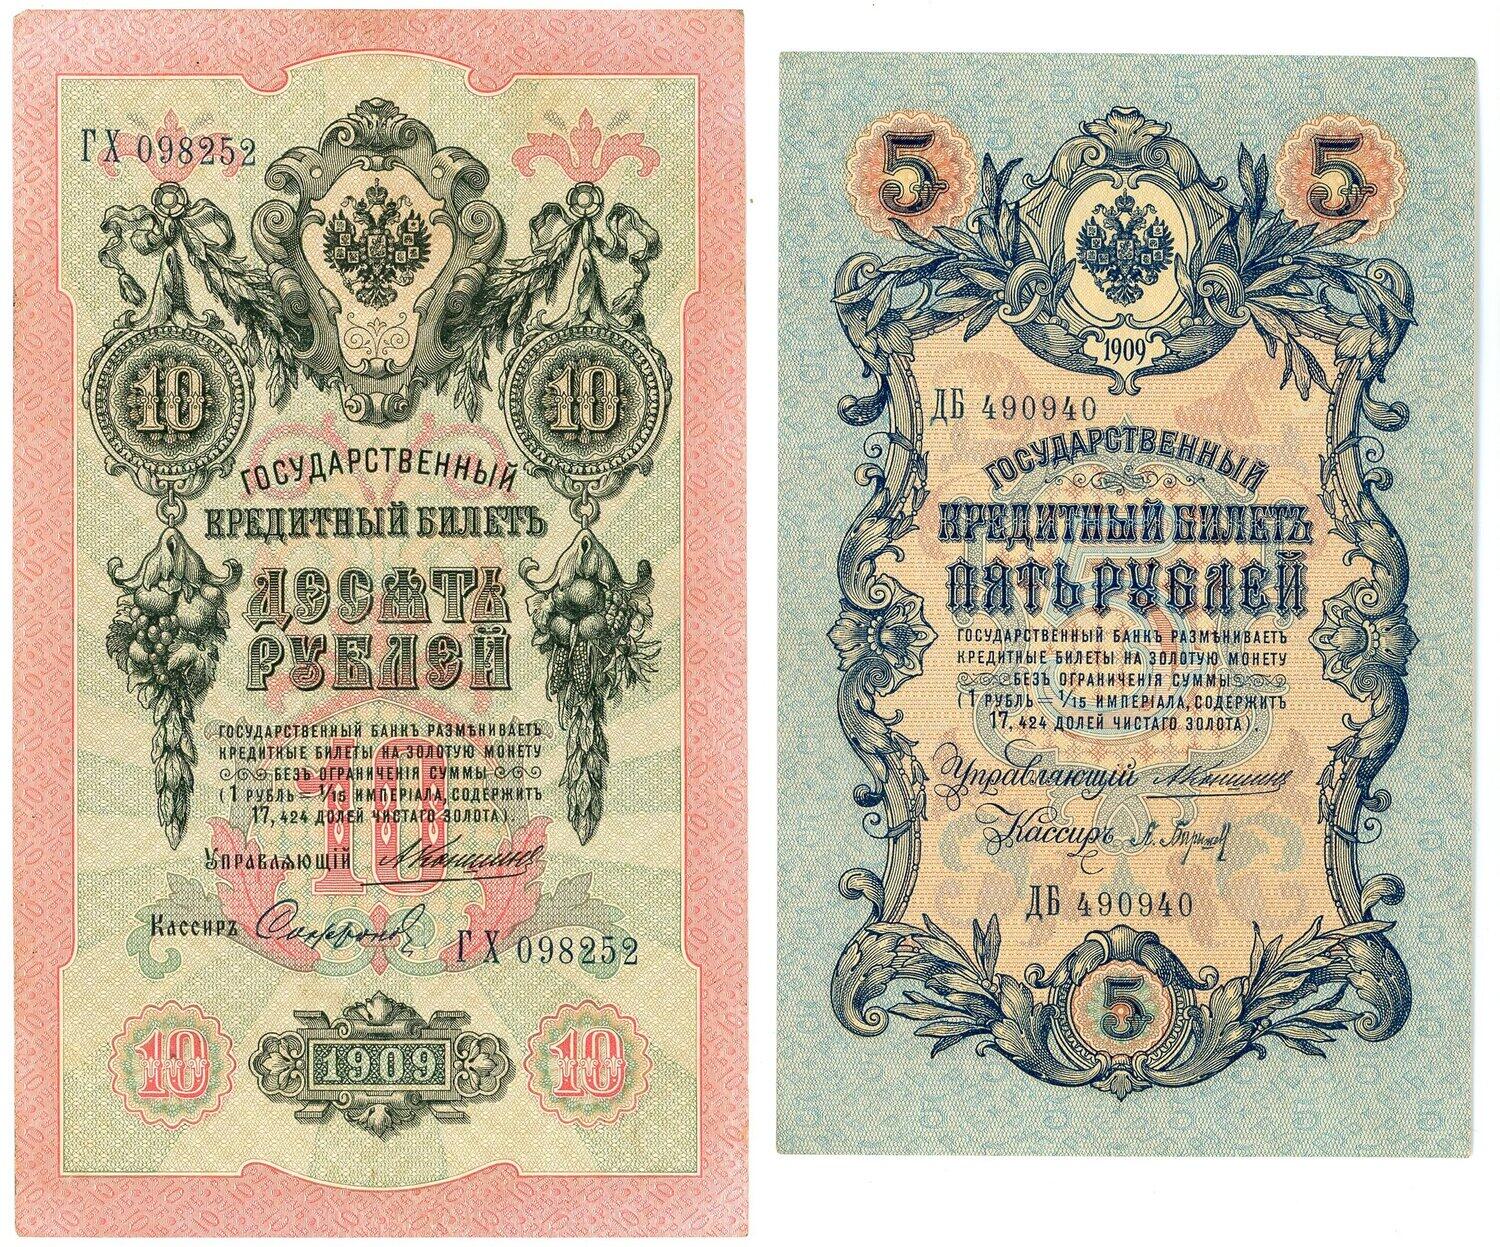 ГХ 098252
10 10
ГОСУДАРСТВЕННЫЙ
КРЕДИТНЫЙ БИЛЕТЪ
ДЕСЯТЬ
РУБЛЕЙ
ГОСУДАРСТВЕННЫЙ БАНКЪ РАЗМѢНИВАЕТЪ
КРЕДИТНЫЕ БИЛЕТЫ НА ЗОЛОТУЮ МОНЕТУ
БЕЗЪ ОГРАНИЧЕНІЯ СУММЫ
(1 РУБЛЬ = 1/15 ИМПЕРІАЛА, СОДЕРЖИТЪ
17,424 ДОЛЕЙ ЧИСТАГО ЗОЛОТА).
10
Управляющій
Кассиръ
ГХ 098252
10 1909 10
5 5
1909
ДБ 490940
ГОСУДАРСТВЕННЫЙ
КРЕДИТНЫЙ БИЛЕТЪ
ПЯТЬ РУБЛЕЙ
5
ГОСУДАРСТВЕННЫЙ БАНКЪ РАЗМѢНИВАЕТЪ
КРЕДИТНЫЕ БИЛЕТЫ НА ЗОЛОТУЮ МОНЕТУ
БЕЗЪ ОГРАНИЧЕНІЯ СУММЫ
(1 РУБЛЬ = 1/15 ИМПЕРІАЛА, СОДЕРЖИТЪ
17,424 ДОЛЕЙ ЧИСТАГО ЗОЛОТА).
Управляющій
Кассиръ
ДБ 490940
5